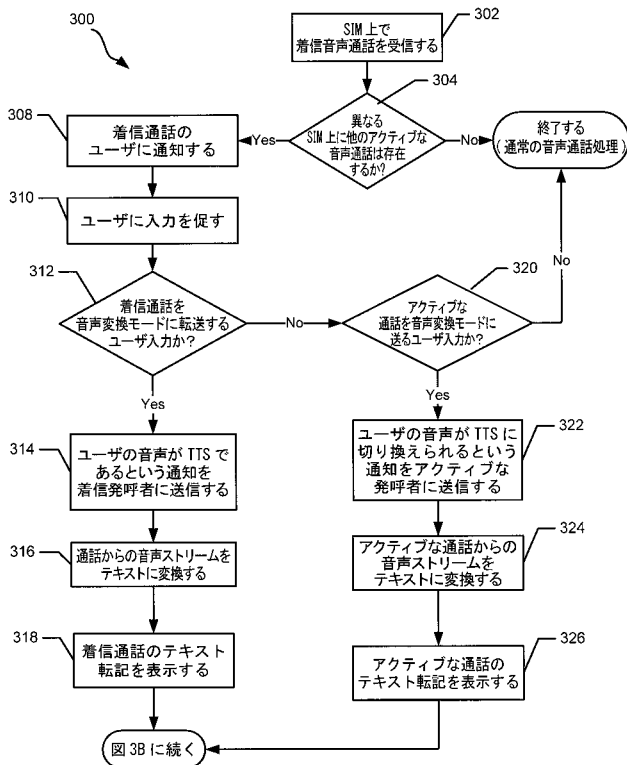 300
302
SIM 上で
着信音声通話を受信する
304
異なる
SIM 上に他のアクティブな
音声通話は存在
するか?
Yes
No
終了する
(通常の音声通話処理)
308
着信通話の
ユーザに通知する
310
ユーザに入力を促す
312
着信通話を
音声変換モードに転送する
ユーザ入力か?
No
320
アクティブな
通話を音声変換モードに
送るユーザ入力か?
No
Yes
Yes
314
ユーザの音声が TTS で
あるという通知を
着信発呼者に送信する
322
ユーザの音声が TTS に
切り換えられるという
通知をアクティブな
発呼者に送信する
316
通話からの音声ストリームを
テキストに変換する
324
アクティブな通話からの
音声ストリームを
テキストに変換する
318
着信通話のテキスト
転記を表示する
326
アクティブな通話の
テキスト転記を表示する
図 3B に続く